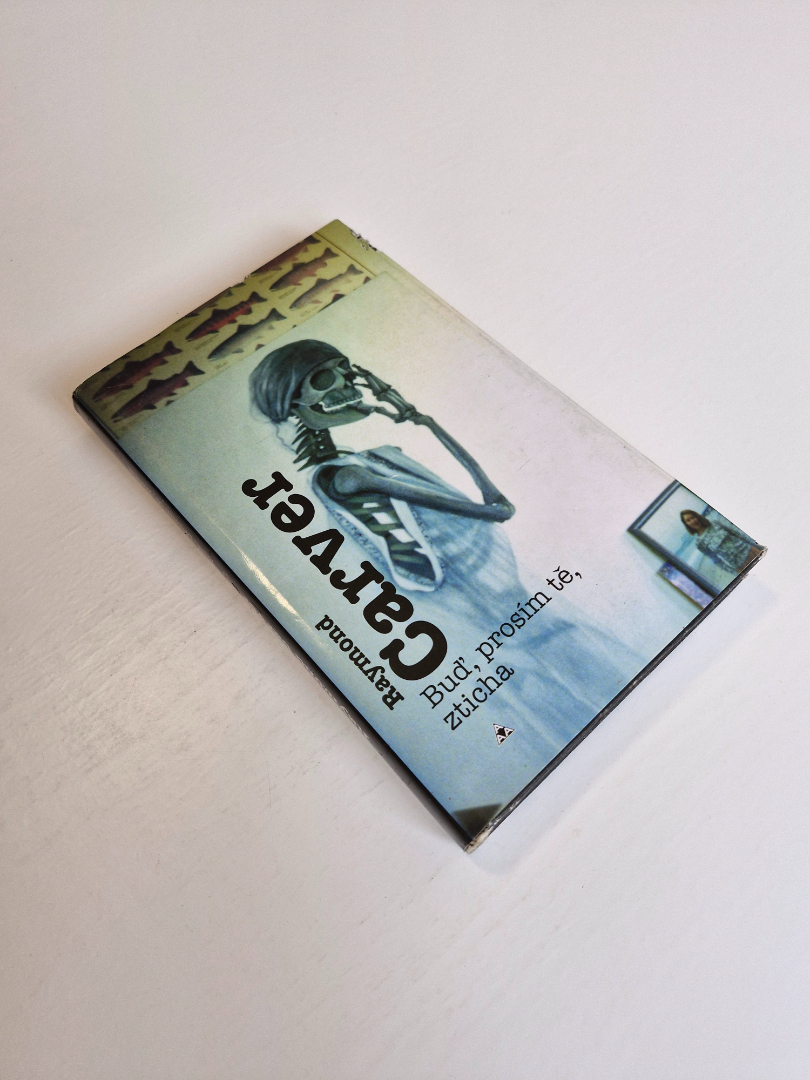 Raymond
Carver
Buď, prosím tě,
zticha